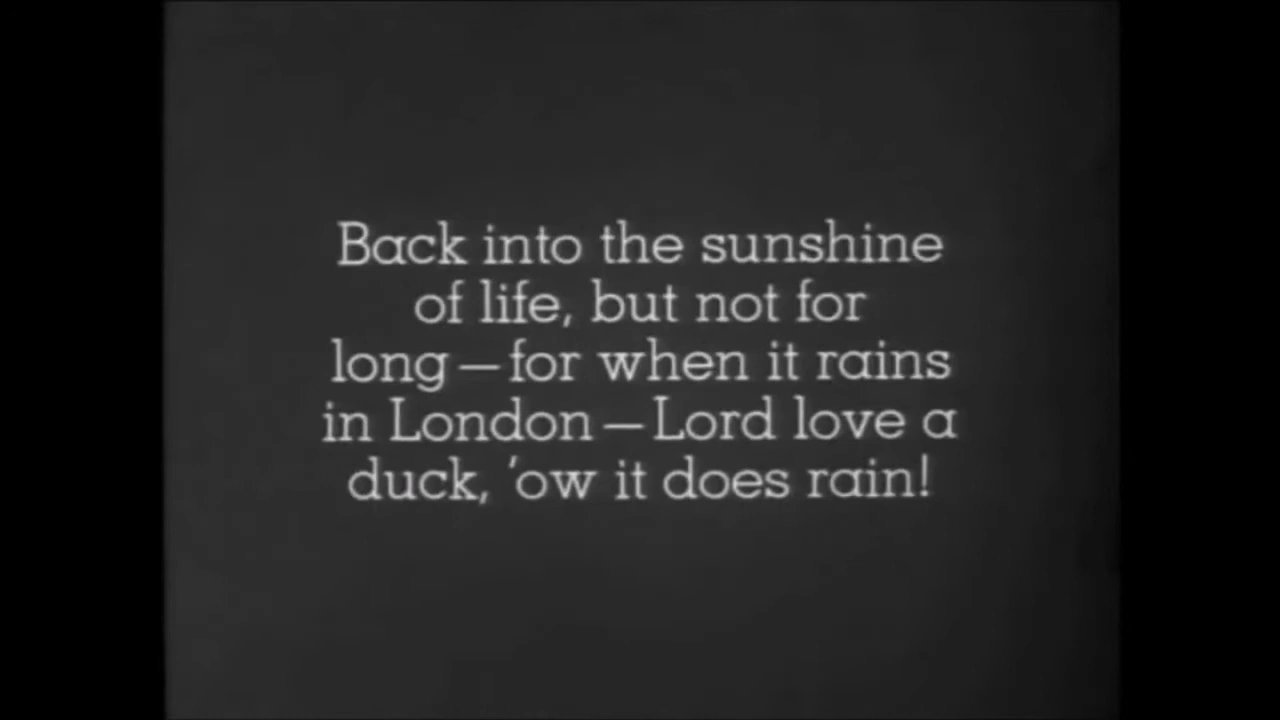 Back into the sunshine
of life, but not for
long—for when it rains
in London—Lord love a
duck, 'ow it does rain!